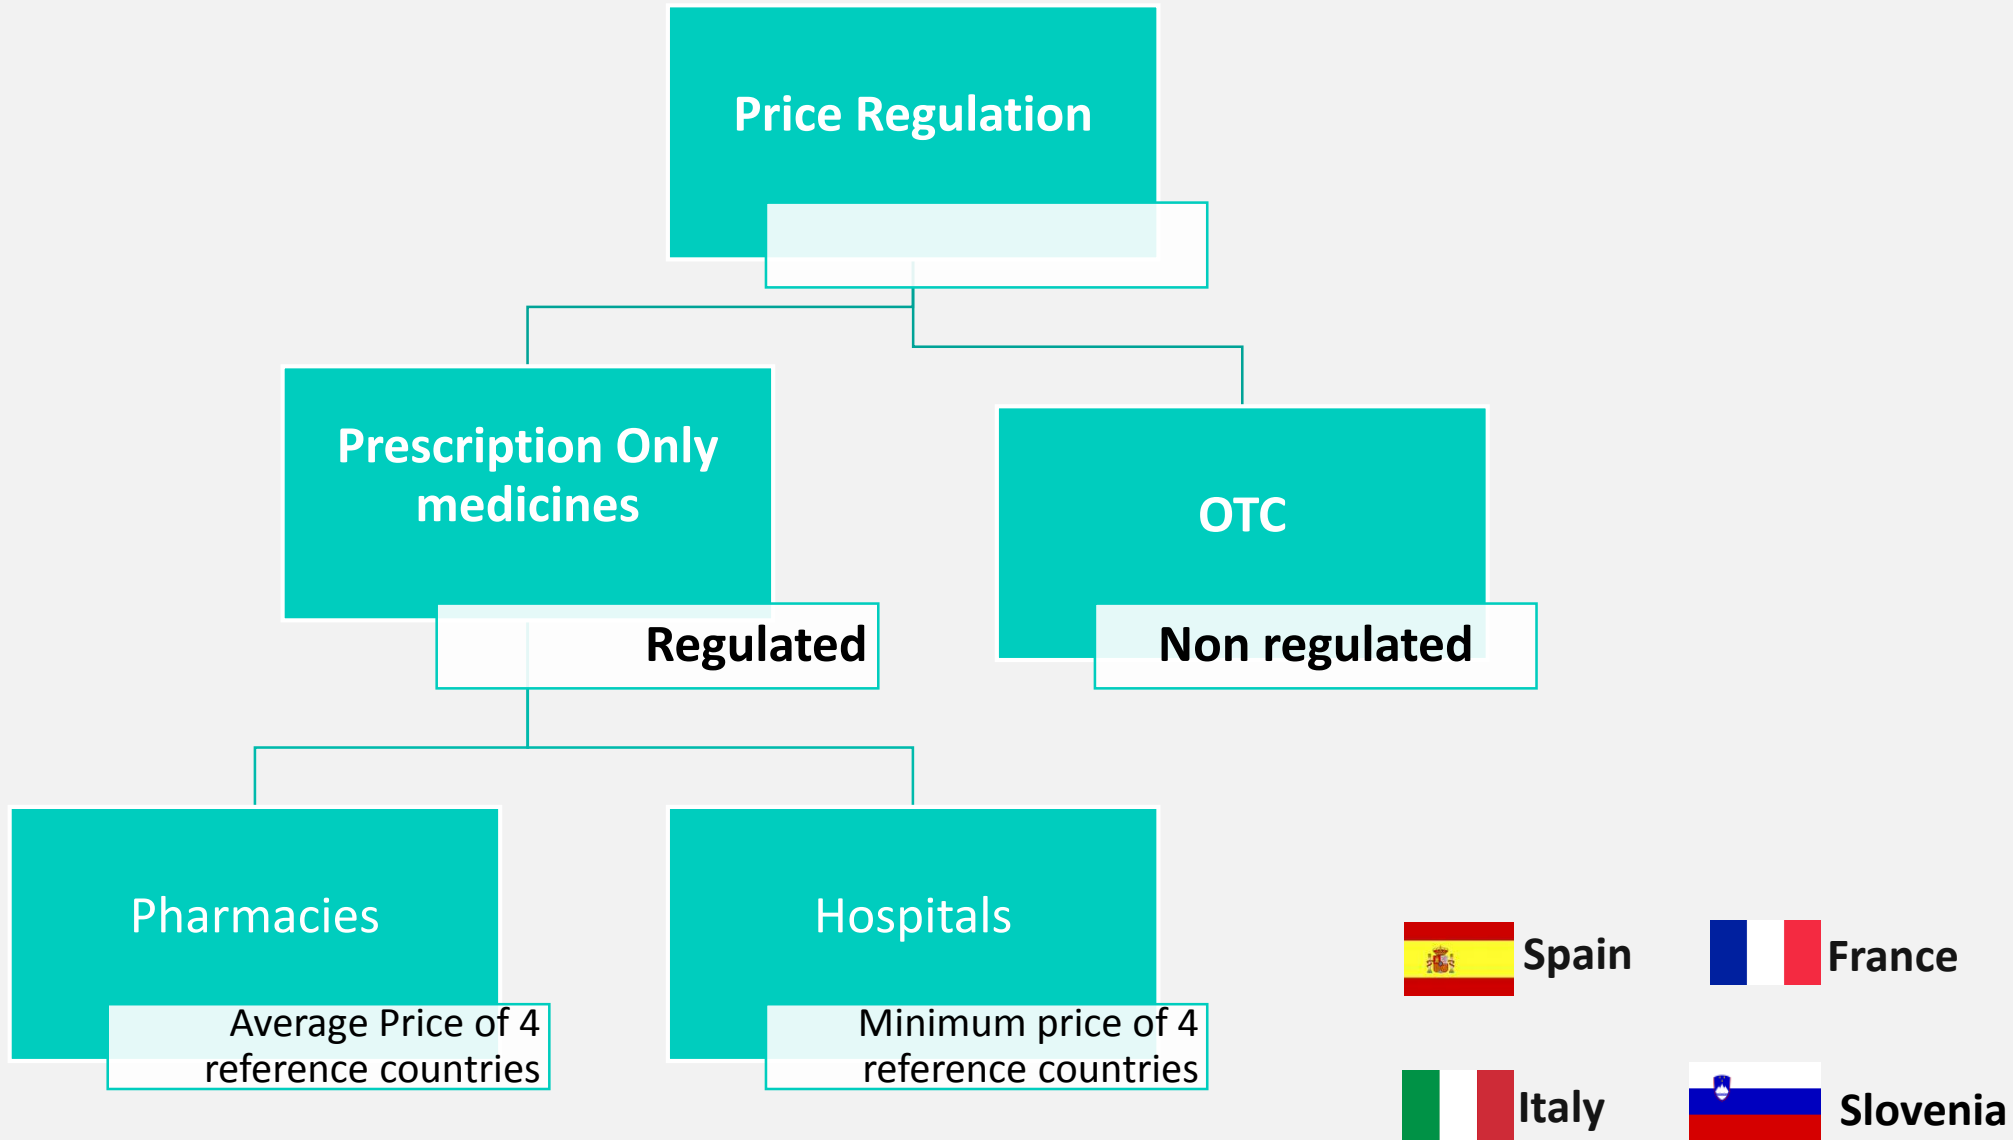 Price Regulation
Prescription Only
medicines
Regulated
OTC
Non regulated
Pharmacies
Average Price of 4
reference countries
Hospitals
Minimum price of 4
reference countries
Spain
France
Italy
Slovenia